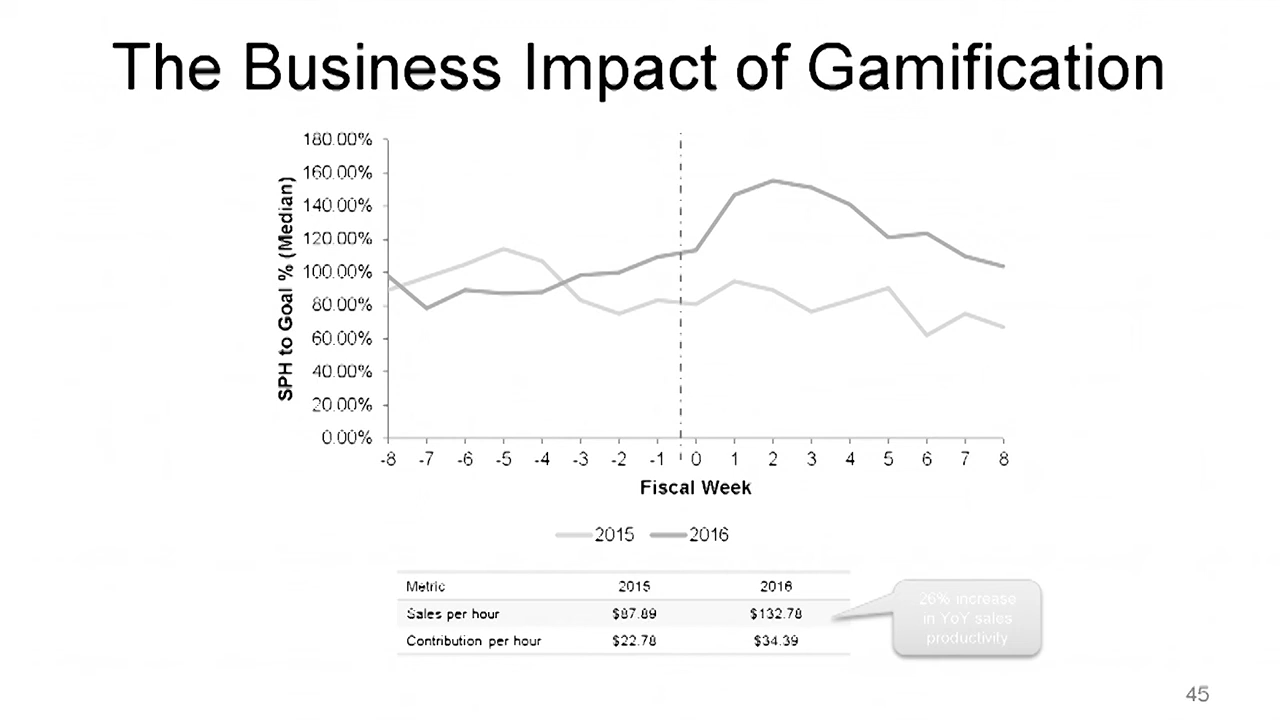 The Business Impact of Gamification
180.00%
160.00%
140.00%
120.00%
100.00%
80.00%
60.00%
40.00%
20.00%
0.00%
SPH to Goal % (Median)
-8 -7 -6 -5 -4 -3 -2 -1 0 1 2 3 4 5 6 7 8
Fiscal Week
2015 2016
Metric 2015 2016
Sales per hour $87.89 $132.78
Contribution per hour $22.78 $34.39
26% increase
in YoY sales
productivity
45